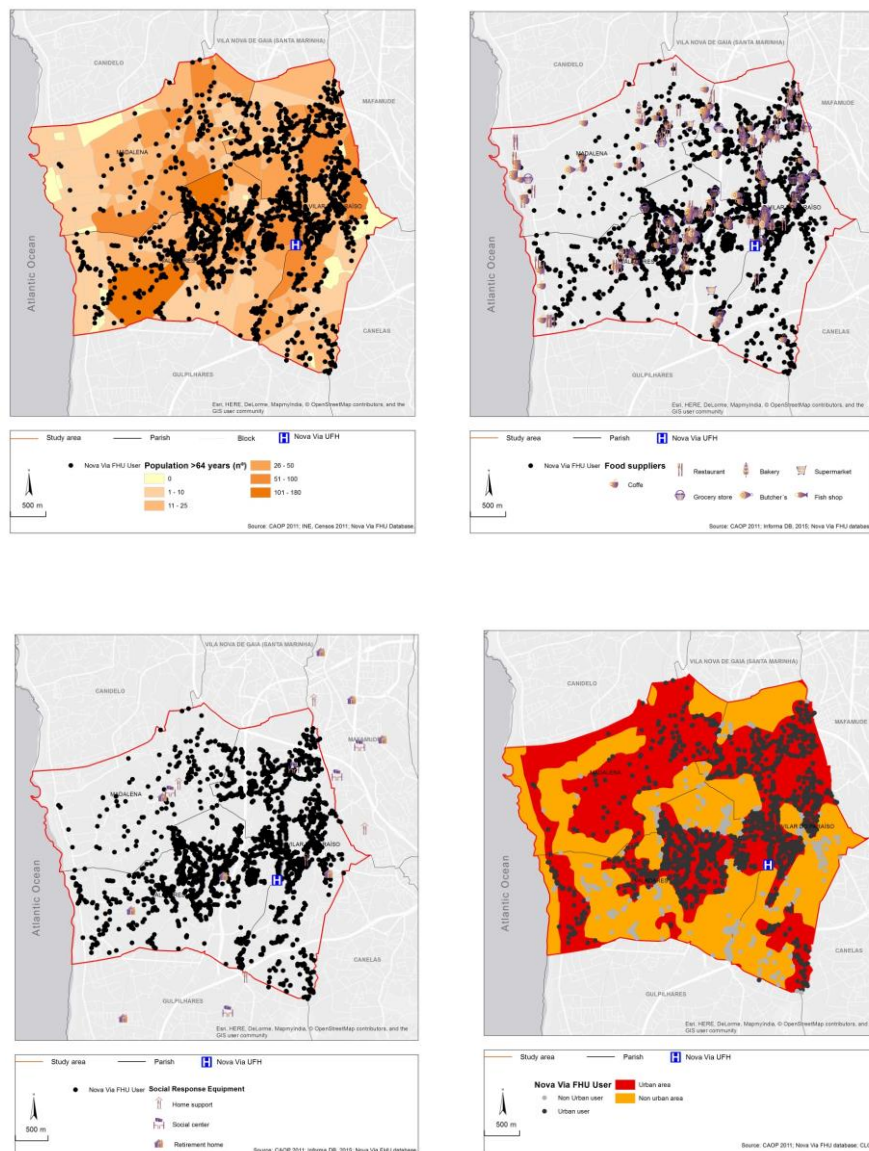 VILA NOVA DE GAIA (SANTA MARINHA)
CANIDELO
MAFAMUDE
MADALENA
VILAR
AÍSO
Atlantic Ocean
CANELAS
GULPILHARES
Esri, HERE, DeLorme, MapmyIndia, © OpenStreetMap contributors, and the
GIS user community
Study area Parish Block H Nova Via UFH
Nova Via FHU User Population >64 years (nº)
0
1 - 10
11 - 25
26 - 50
51 - 100
101 - 180
500 m
Source: CAOP 2011; INE, Censos 2011; Nova Via FHU Database,
VILA NOVA DE GAIA (SANTA MARINHA)
CANIDELO
MAFAMUDE
MADALENA
VILAR
AÍSO
Atlantic Ocean
CANELAS
GULPILHARES
Esri, HERE, DeLorme, MapmyIndia, © OpenStreetMap contributors, and the
GIS user community
Study area Parish H Nova Via UFH
Nova Via FHU User Food suppliers
Coffe
Restaurant Bakery Supermarket
Grocery store Butcher´s Fish shop
500 m
Source: CAOP 2011; Informa DB, 2015; Nova Via FHU database
VILA NOVA DE GAIA (SANTA MARINHA)
CANIDELO
MAFAMUDE
MADALENA
VILAR
AÍSO
Atlantic Ocean
CANELAS
GULPILHARES
Esri, HERE, DeLorme, MapmyIndia, © OpenStreetMap contributors, and the
GIS user community
Study area Parish H Nova Via UFH
Nova Via FHU User Social Response Equipment
Home support
Social center
Retirement home
500 m
Source: CAOP 2011; Informa DB, 2015; Nova Via FHU database
VILA NOVA DE GAIA (SANTA MARINHA)
CANIDELO
MAFAMUDE
MADALENA
Atlantic Ocean
CANELAS
GULPILHARES
Esri, HERE, DeLorme, MapmyIndia, © OpenStreetMap contributors, and the
GIS user community
Study area Parish H Nova Via UFH
Nova Via FHU User
Non Urban user
Urban user
Urban area
Non urban area
500 m
Source: CAOP 2011; Nova Via FHU database; CLC